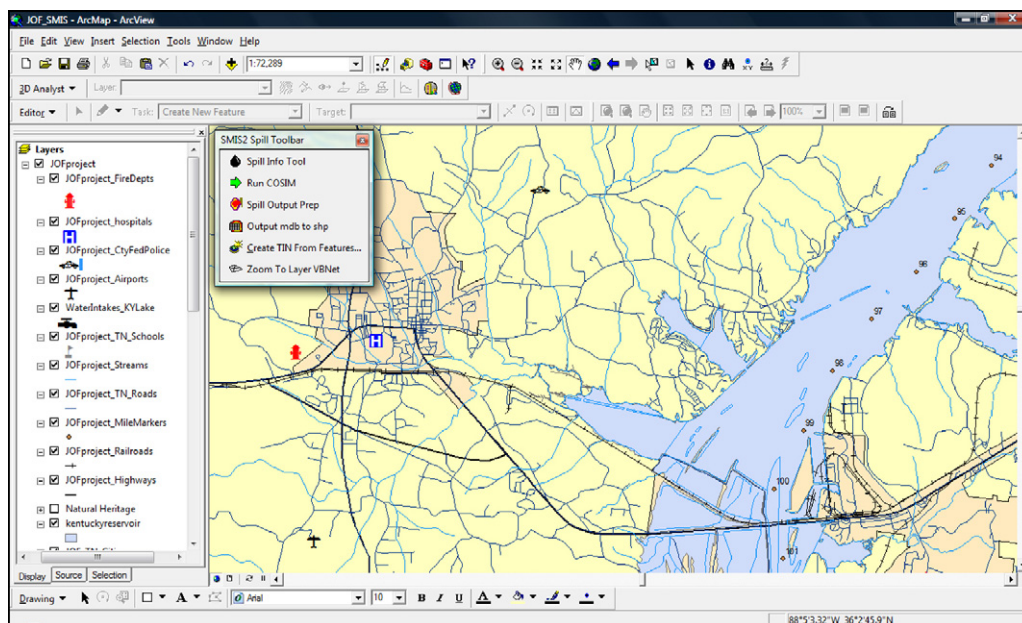 JOF_SMIS - ArcMap - ArcView
File Edit View Insert Selection Tools Window Help
1:72,289
3D Analyst Layer:
Editor Task: Create New Feature Target: 100%
Layers
JOFproject
JOFproject_FireDepts
JOFproject_hospitals
H
JOFproject_CtyFedPolice
JOFproject_Airports
WaterIntakes_KYLake
JOFproject_TN_Schools
JOFproject_Streams
JOFproject_TN_Roads
JOFproject_MileMarkers
JOFproject_Railroads
JOFproject_Highways
Natural Heritage
kentuckyreservoir
Display Source Selection
SMIS2 Spill Toolbar
Spill Info Tool
Run COSIM
Spill Output Prep
Output mdb to shp
Create TIN From Features...
Zoom To Layer VBNet
94
95
96
97
98
99
100
101
H
Drawing A Arial 10 B I U A
88°5'3.32"W 36°2'45.9"N